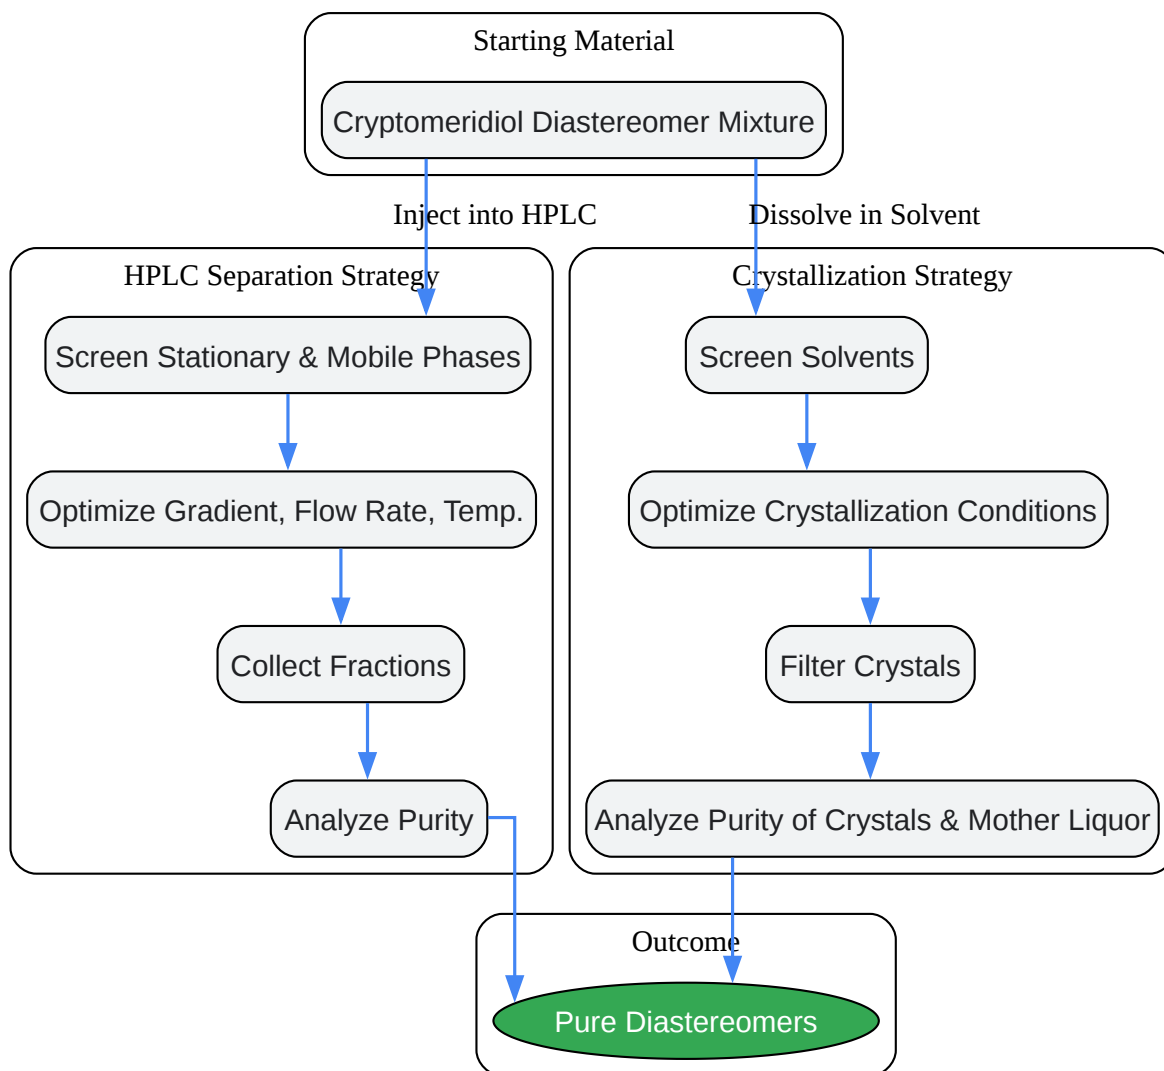 Starting Material
Cryptomeridiol Diastereomer Mixture
Inject into HPLC
Dissolve in Solvent
HPLC Separation Strategy
Screen Stationary & Mobile Phases
Optimize Gradient, Flow Rate, Temp.
Collect Fractions
Analyze Purity
Crystallization Strategy
Screen Solvents
Optimize Crystallization Conditions
Filter Crystals
Analyze Purity of Crystals & Mother Liquor
Outcome
Pure Diastereomers